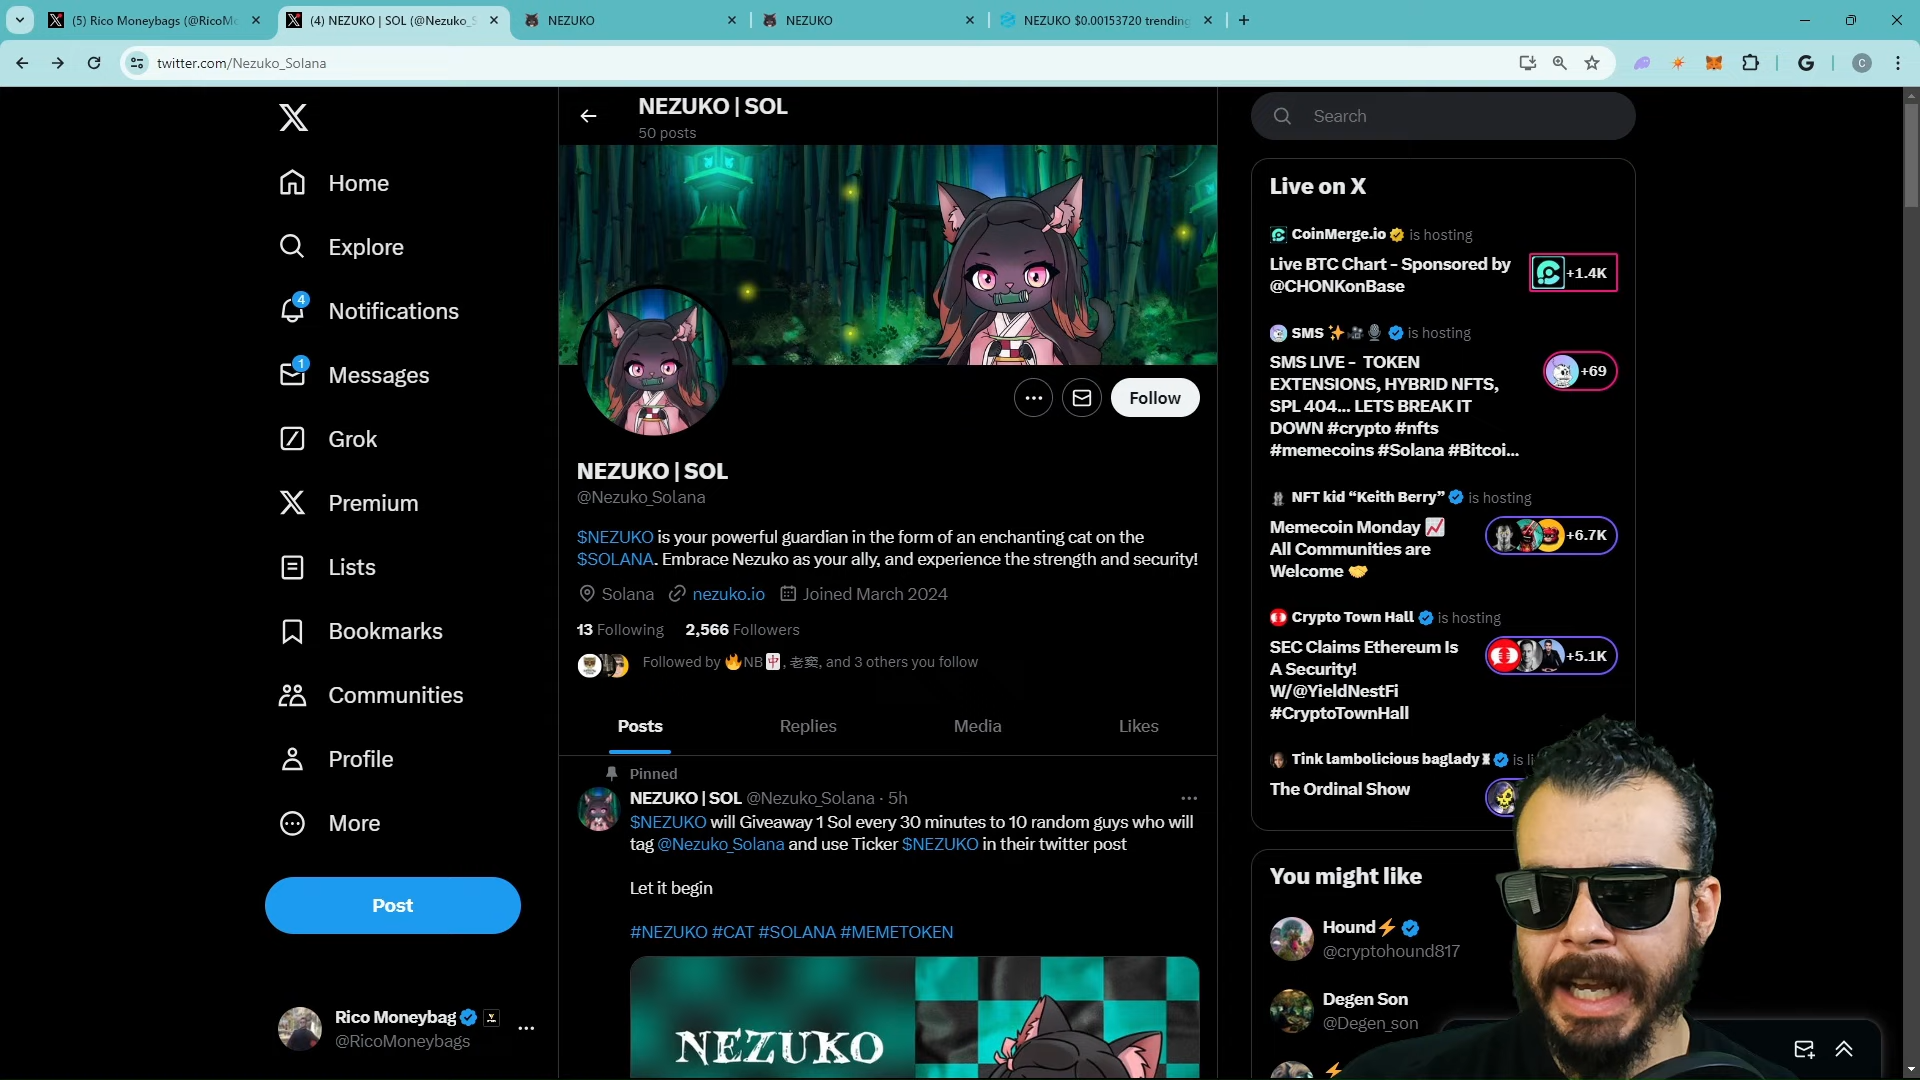 (5) Rico Moneybags (@RicoM
(4) NEZUKO | SOL (@Nezuko_S
NEZUKO
NEZUKO
NEZUKO $0.00153720 trending
twitter.com/Nezuko_Solana
G
C
Home
Explore
4
Notifications
1
Messages
Grok
Premium
Lists
Bookmarks
Communities
Profile
More
Post
Rico Moneybag
@RicoMoneybags
NEZUKO | SOL
50 posts
Follow
NEZUKO | SOL
@Nezuko_Solana
$NEZUKO is your powerful guardian in the form of an enchanting cat on the
$SOLANA. Embrace Nezuko as your ally, and experience the strength and security!
Solana nezuko.io Joined March 2024
13 Following 2,566 Followers
Followed by 🔥NB🀄, 老窦, and 3 others you follow
Posts Replies Media Likes
Pinned
NEZUKO | SOL @Nezuko_Solana · 5h
$NEZUKO will Giveaway 1 Sol every 30 minutes to 10 random guys who will
tag @Nezuko_Solana and use Ticker $NEZUKO in their twitter post
Let it begin
#NEZUKO #CAT #SOLANA #MEMETOKEN
NEZUKO
Search
Live on X
CoinMerge.io is hosting
Live BTC Chart - Sponsored by
@CHONKonBase
+1.4K
SMS ✨🎥🎙️ is hosting
SMS LIVE - TOKEN
EXTENSIONS, HYBRID NFTS,
SPL 404... LETS BREAK IT
DOWN #crypto #nfts
#memecoins #Solana #Bitcoi...
+69
NFT kid “Keith Berry” is hosting
Memecoin Monday 📈
All Communities are
Welcome 🤝
+6.7K
Crypto Town Hall is hosting
SEC Claims Ethereum Is
A Security!
W/@YieldNestFi
#CryptoTownHall
+5.1K
Tink lambolicious baglady is li
The Ordinal Show
You might like
Hound⚡
@cryptohound817
Degen Son
@Degen_son